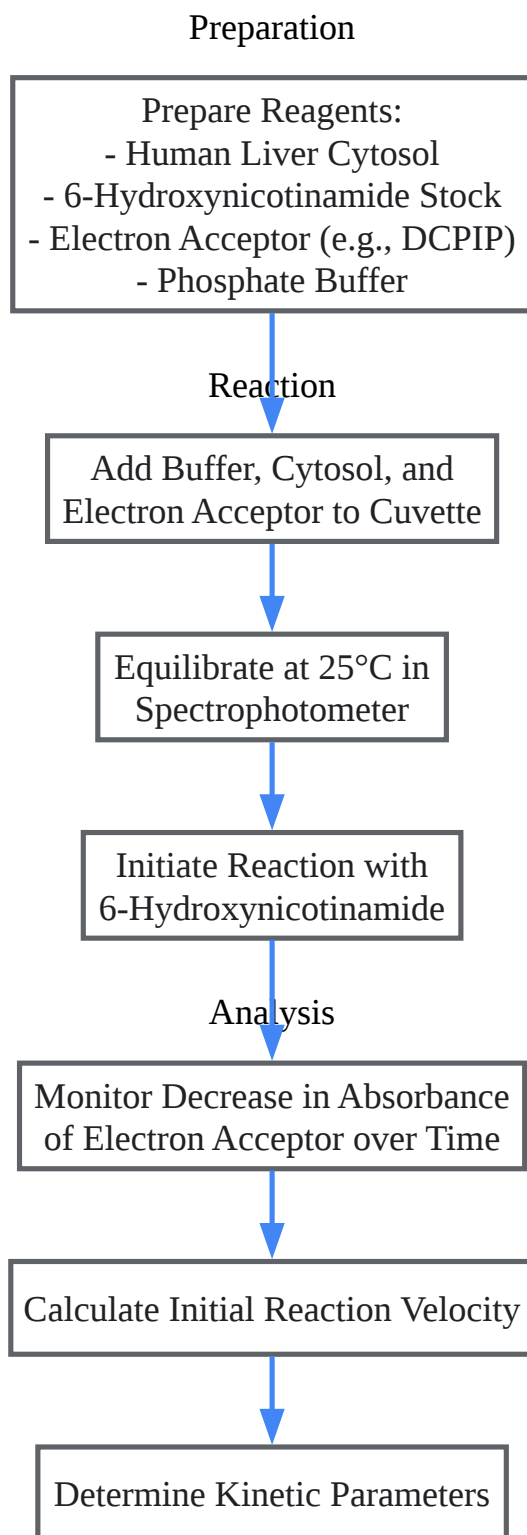 Preparation
Prepare Reagents:
- Human Liver Cytosol
- 6-Hydroxynicotinamide Stock
- Electron Acceptor (e.g., DCPIP)
- Phosphate Buffer
Reaction
Add Buffer, Cytosol, and
Electron Acceptor to Cuvette
Equilibrate at 25°C in
Spectrophotometer
Initiate Reaction with
6-Hydroxynicotinamide
Analysis
Monitor Decrease in Absorbance
of Electron Acceptor over Time
Calculate Initial Reaction Velocity
Determine Kinetic Parameters